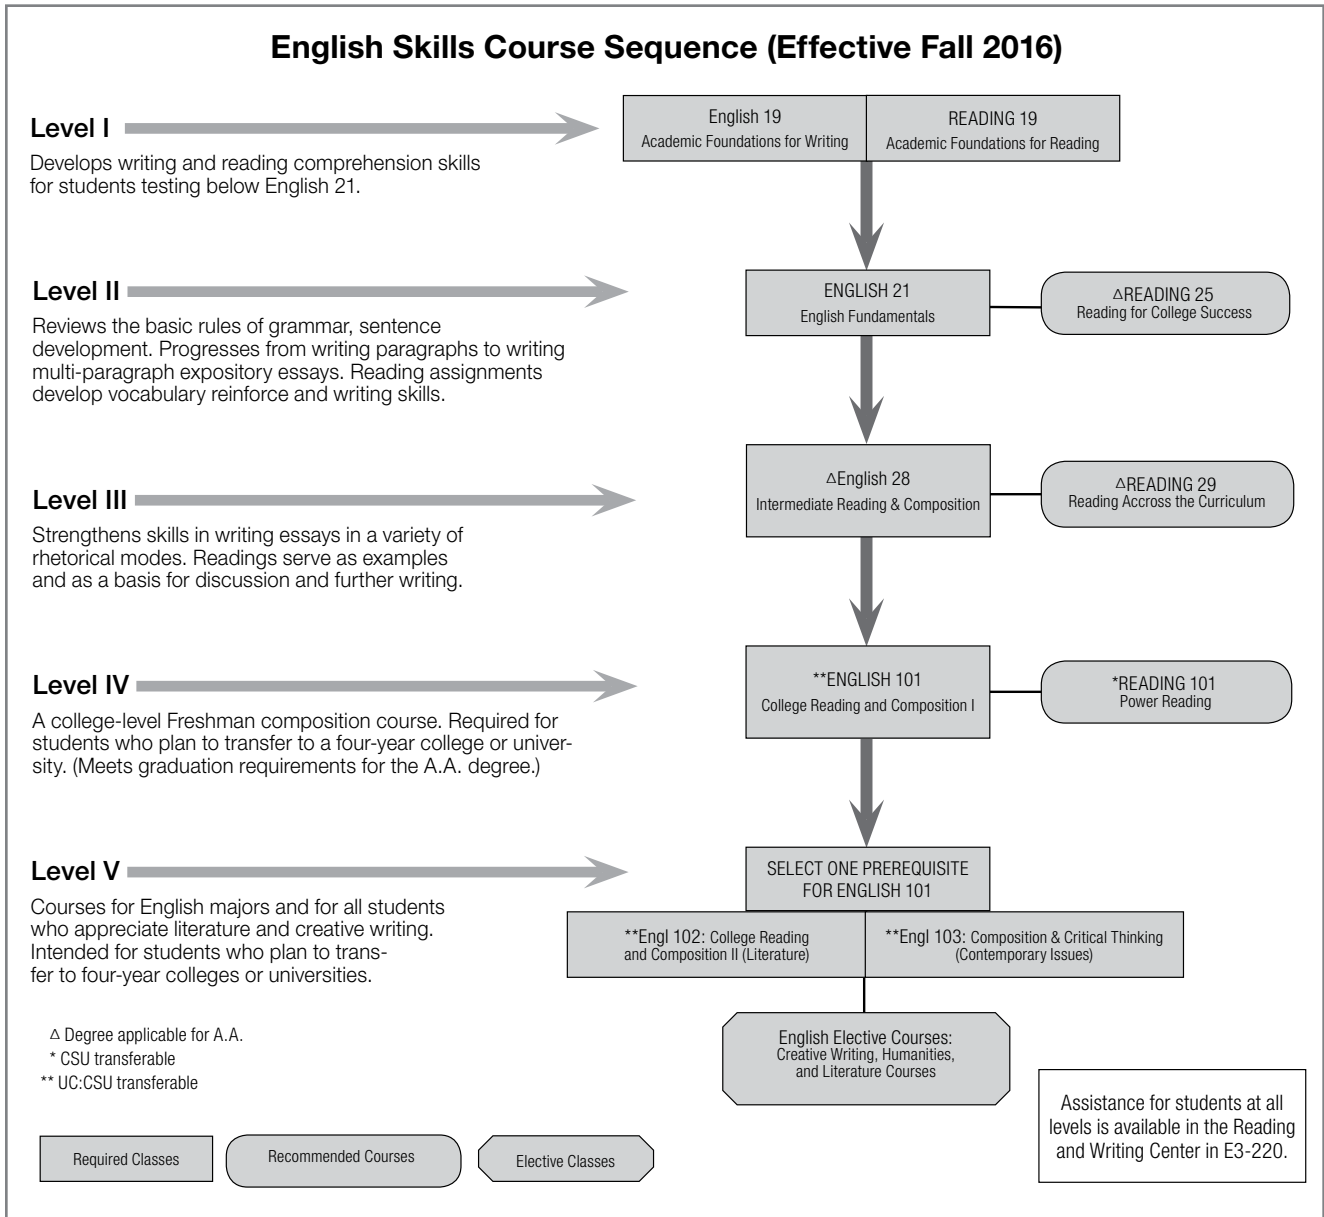 English Skills Course Sequence (Effective Fall 2016)
Level I
Develops writing and reading comprehension skills
for students testing below English 21.
English 19
Academic Foundations for Writing
READING 19
Academic Foundations for Reading
Level II
Reviews the basic rules of grammar, sentence
development. Progresses from writing paragraphs to writing
multi-paragraph expository essays. Reading assignments
develop vocabulary reinforce and writing skills.
ENGLISH 21
English Fundamentals
△READING 25
Reading for College Success
Level III
Strengthens skills in writing essays in a variety of
rhetorical modes. Readings serve as examples
and as a basis for discussion and further writing.
△English 28
Intermediate Reading & Composition
△READING 29
Reading Accross the Curriculum
Level IV
A college-level Freshman composition course. Required for
students who plan to transfer to a four-year college or univer-
sity. (Meets graduation requirements for the A.A. degree.)
**ENGLISH 101
College Reading and Composition I
*READING 101
Power Reading
Level V
Courses for English majors and for all students
who appreciate literature and creative writing.
Intended for students who plan to trans-
fer to four-year colleges or universities.
SELECT ONE PREREQUISITE
FOR ENGLISH 101
**Engl 102: College Reading
and Composition II (Literature)
**Engl 103: Composition & Critical Thinking
(Contemporary Issues)
English Elective Courses:
Creative Writing, Humanities,
and Literature Courses
△ Degree applicable for A.A.
* CSU transferable
** UC:CSU transferable
Required Classes
Recommended Courses
Elective Classes
Assistance for students at all
levels is available in the Reading
and Writing Center in E3-220.